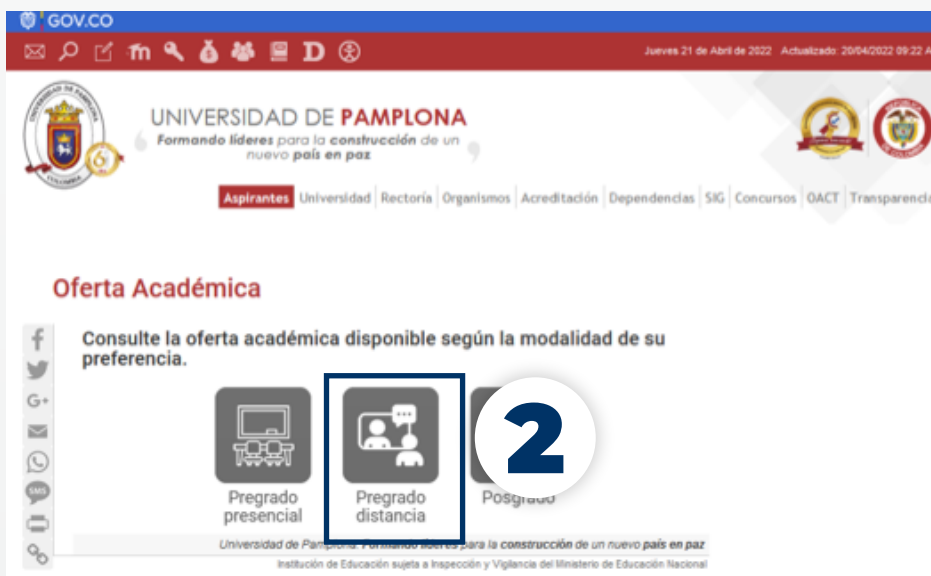 GOV.CO
Jueves 21 de Abril de 2022 Actualizado: 20/04/2022 09:22 A
UNIVERSIDAD DE PAMPLONA
Formando líderes para la construcción de un
nuevo país en paz
Aspirantes Universidad Rectoría Organismos Acreditación Dependencias SIG Concursos OACT Transparencia
Oferta Académica
Consulte la oferta académica disponible según la modalidad de su
preferencia.
2
Pregrado
presencial
Pregrado
distancia
Posgrado
SMS
Universidad de Pamplona. Formando líderes para la construcción de un nuevo país en paz
Institución de Educación sujeta a Inspección y Vigilancia del Ministerio de Educación Nacional